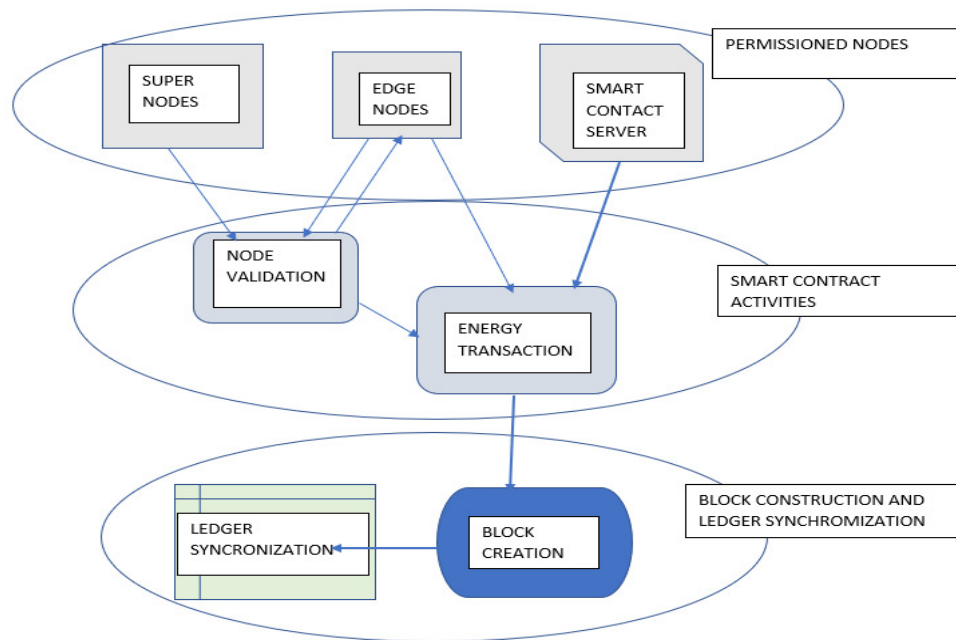 PERMISSIONED NODES
SUPER
NODES
EDGE
NODES
SMART
CONTACT
SERVER
NODE
VALIDATION
SMART CONTRACT
ACTIVITIES
ENERGY
TRANSACTION
BLOCK CONSTRUCTION AND
LEDGER SYNCHROMIZATION
LEDGER
SYNCRONIZATION
BLOCK
CREATION